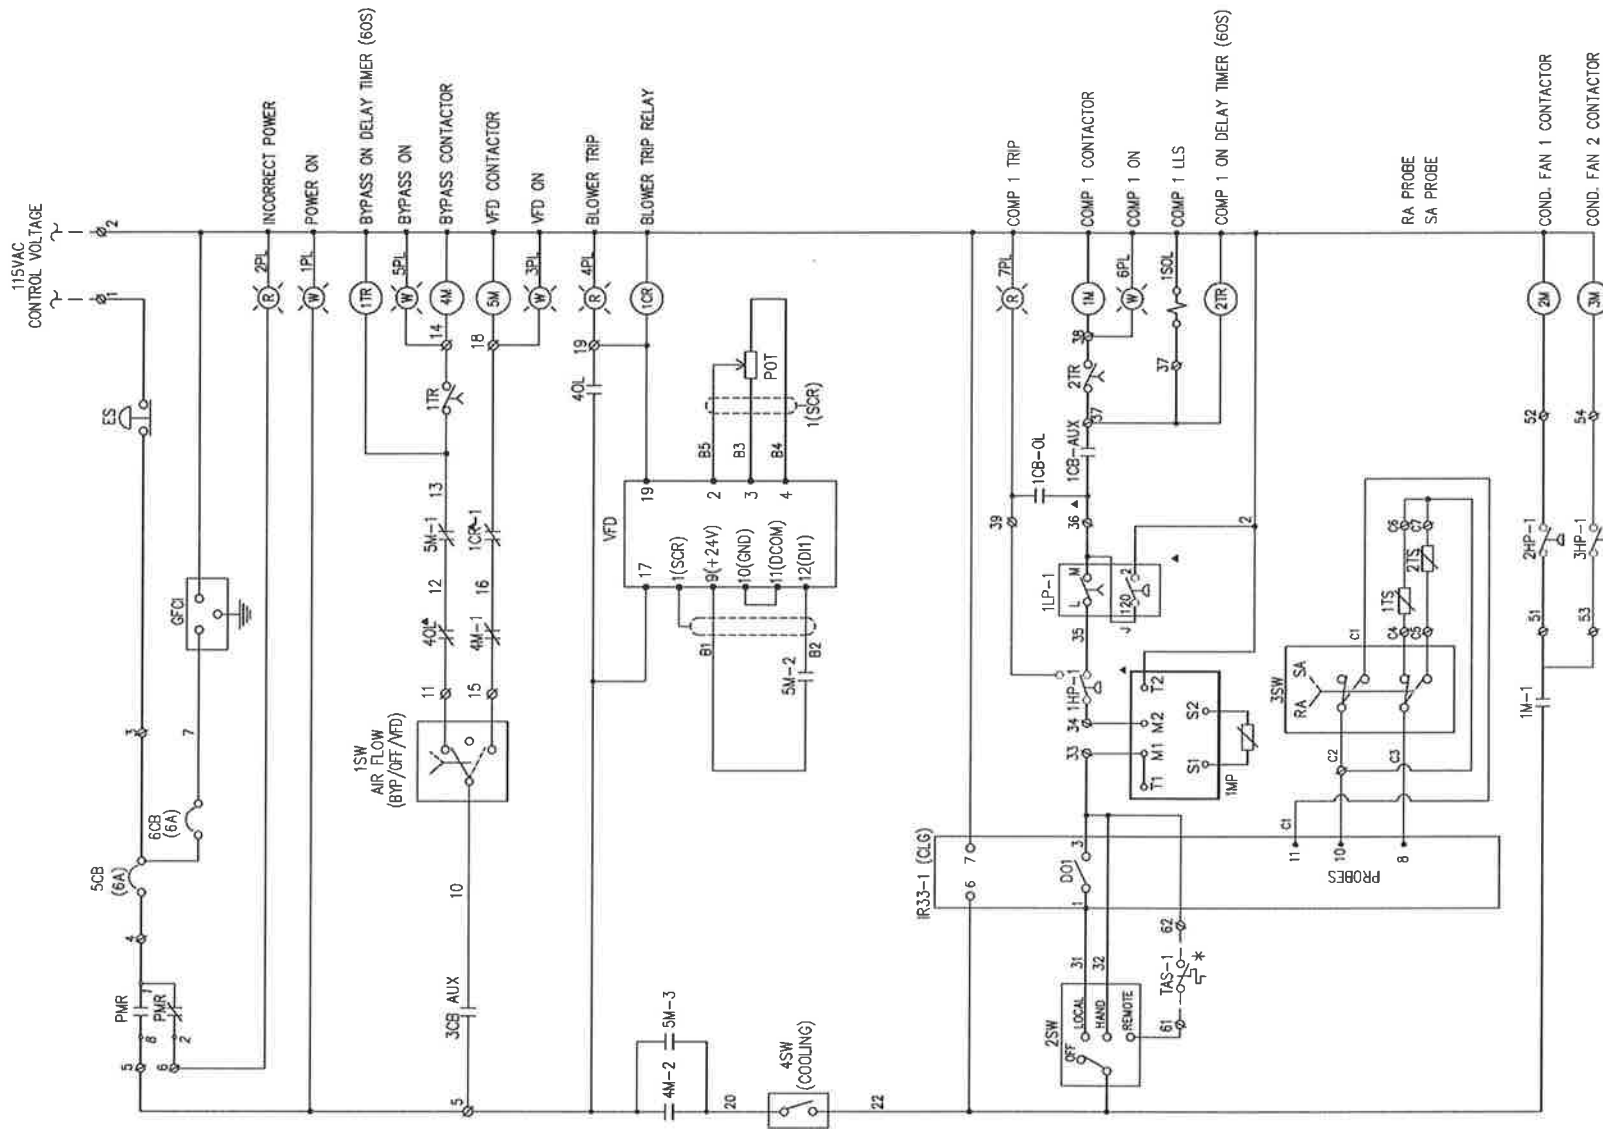 115VAC
CONTROL VOLTAGE
1
2
ES
3
5CB
(6A)
4
PMR
1
8
5
PMR
2
6
6CB
(6A)
7
GFCI
2PL
R
INCORRECT POWER
1PL
W
POWER ON
1TR
BYPASS ON DELAY TIMER (60S)
5PL
W
BYPASS ON
4M
BYPASS CONTACTOR
5M
VFD CONTACTOR
3PL
W
VFD ON
4PL
R
BLOWER TRIP
1CR
BLOWER TRIP RELAY
5
3CB AUX
10
1SW
AIR FLOW
(BYP/OFF/VFD)
11
4OL
12
5M-1
13
1TR
14
15
4M-1
16
1CR-1
18
4OL
19
VFD
17
19
1(SCR)
9(+24V)
10(GND)
11(DCOM)
12(DI1)
2
3
4
B1
B2
5M-2
B5
B3
B4
POT
1(SCR)
4M-2
5M-3
20
4SW
(COOLING)
22
IR33-1 (CLG)
6
7
7PL
R
COMP 1 TRIP
39
1CB-OL
2SW
OFF
LOCAL
HAND
REMOTE
31
32
1
DO1
3
61
TAS-1
*
62
33
34
T1
M1
M2
T2
S1
S2
1MP
1HP-1
35
1LP-1
L
M
J
120
2
36
1CB-AUX
37
2TR
38
1M
COMP 1 CONTACTOR
6PL
W
COMP 1 ON
37
1SOL
COMP 1 LLS
2TR
COMP 1 ON DELAY TIMER (60S)
2
PROBES
11
10
8
C1
C2
C3
3SW
RA
SA
C1
C4
C5
1TS
2TS
C6
C7
RA PROBE
SA PROBE
1M-1
51
2HP-1
52
2M
COND. FAN 1 CONTACTOR
53
3HP-1
54
3M
COND. FAN 2 CONTACTOR